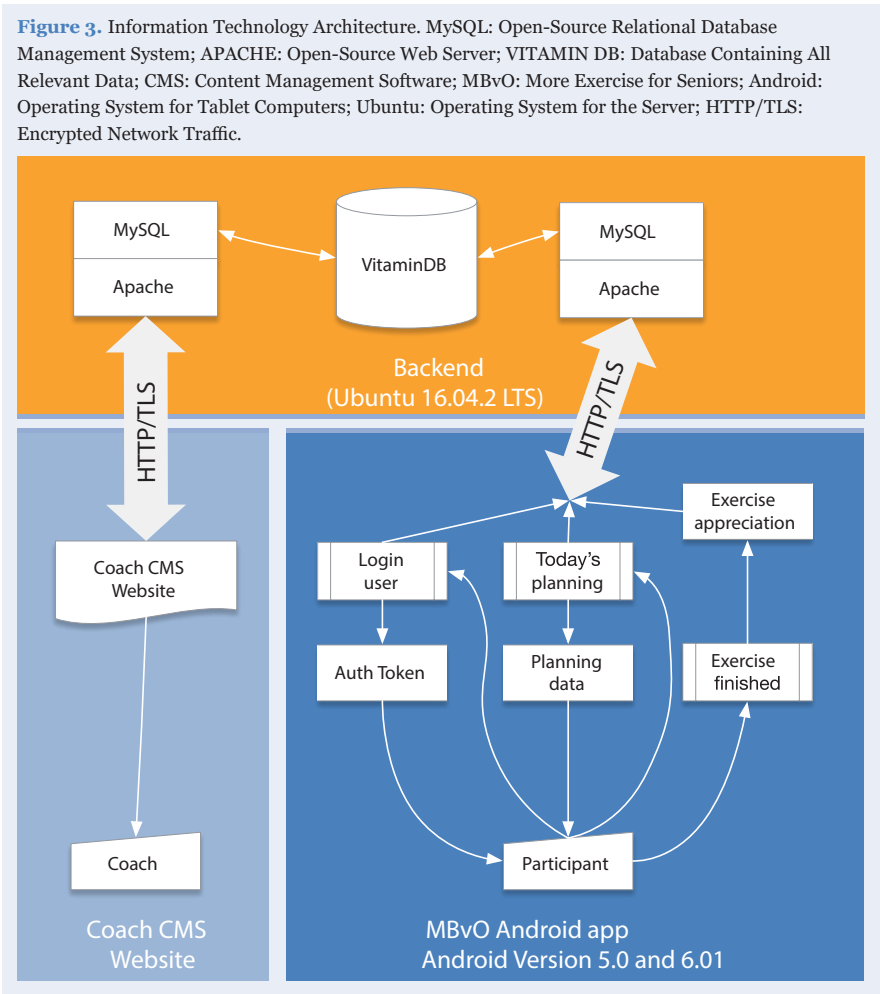 Figure 3. Information Technology Architecture. MySQL: Open-Source Relational Database
Management System; APACHE: Open-Source Web Server; VITAMIN DB: Database Containing All
Relevant Data; CMS: Content Management Software; MBvO: More Exercise for Seniors; Android:
Operating System for Tablet Computers; Ubuntu: Operating System for the Server; HTTP/TLS:
Encrypted Network Traffic.
MySQL
Apache
VitaminDB
MySQL
Apache
Backend
(Ubuntu 16.04.2 LTS)
HTTP/TLS
HTTP/TLS
Coach CMS
Website
Coach
Coach CMS
Website
Login
user
Today's
planning
Exercise
appreciation
Auth Token
Planning
data
Exercise
finished
Participant
MBvO Android app
Android Version 5.0 and 6.01